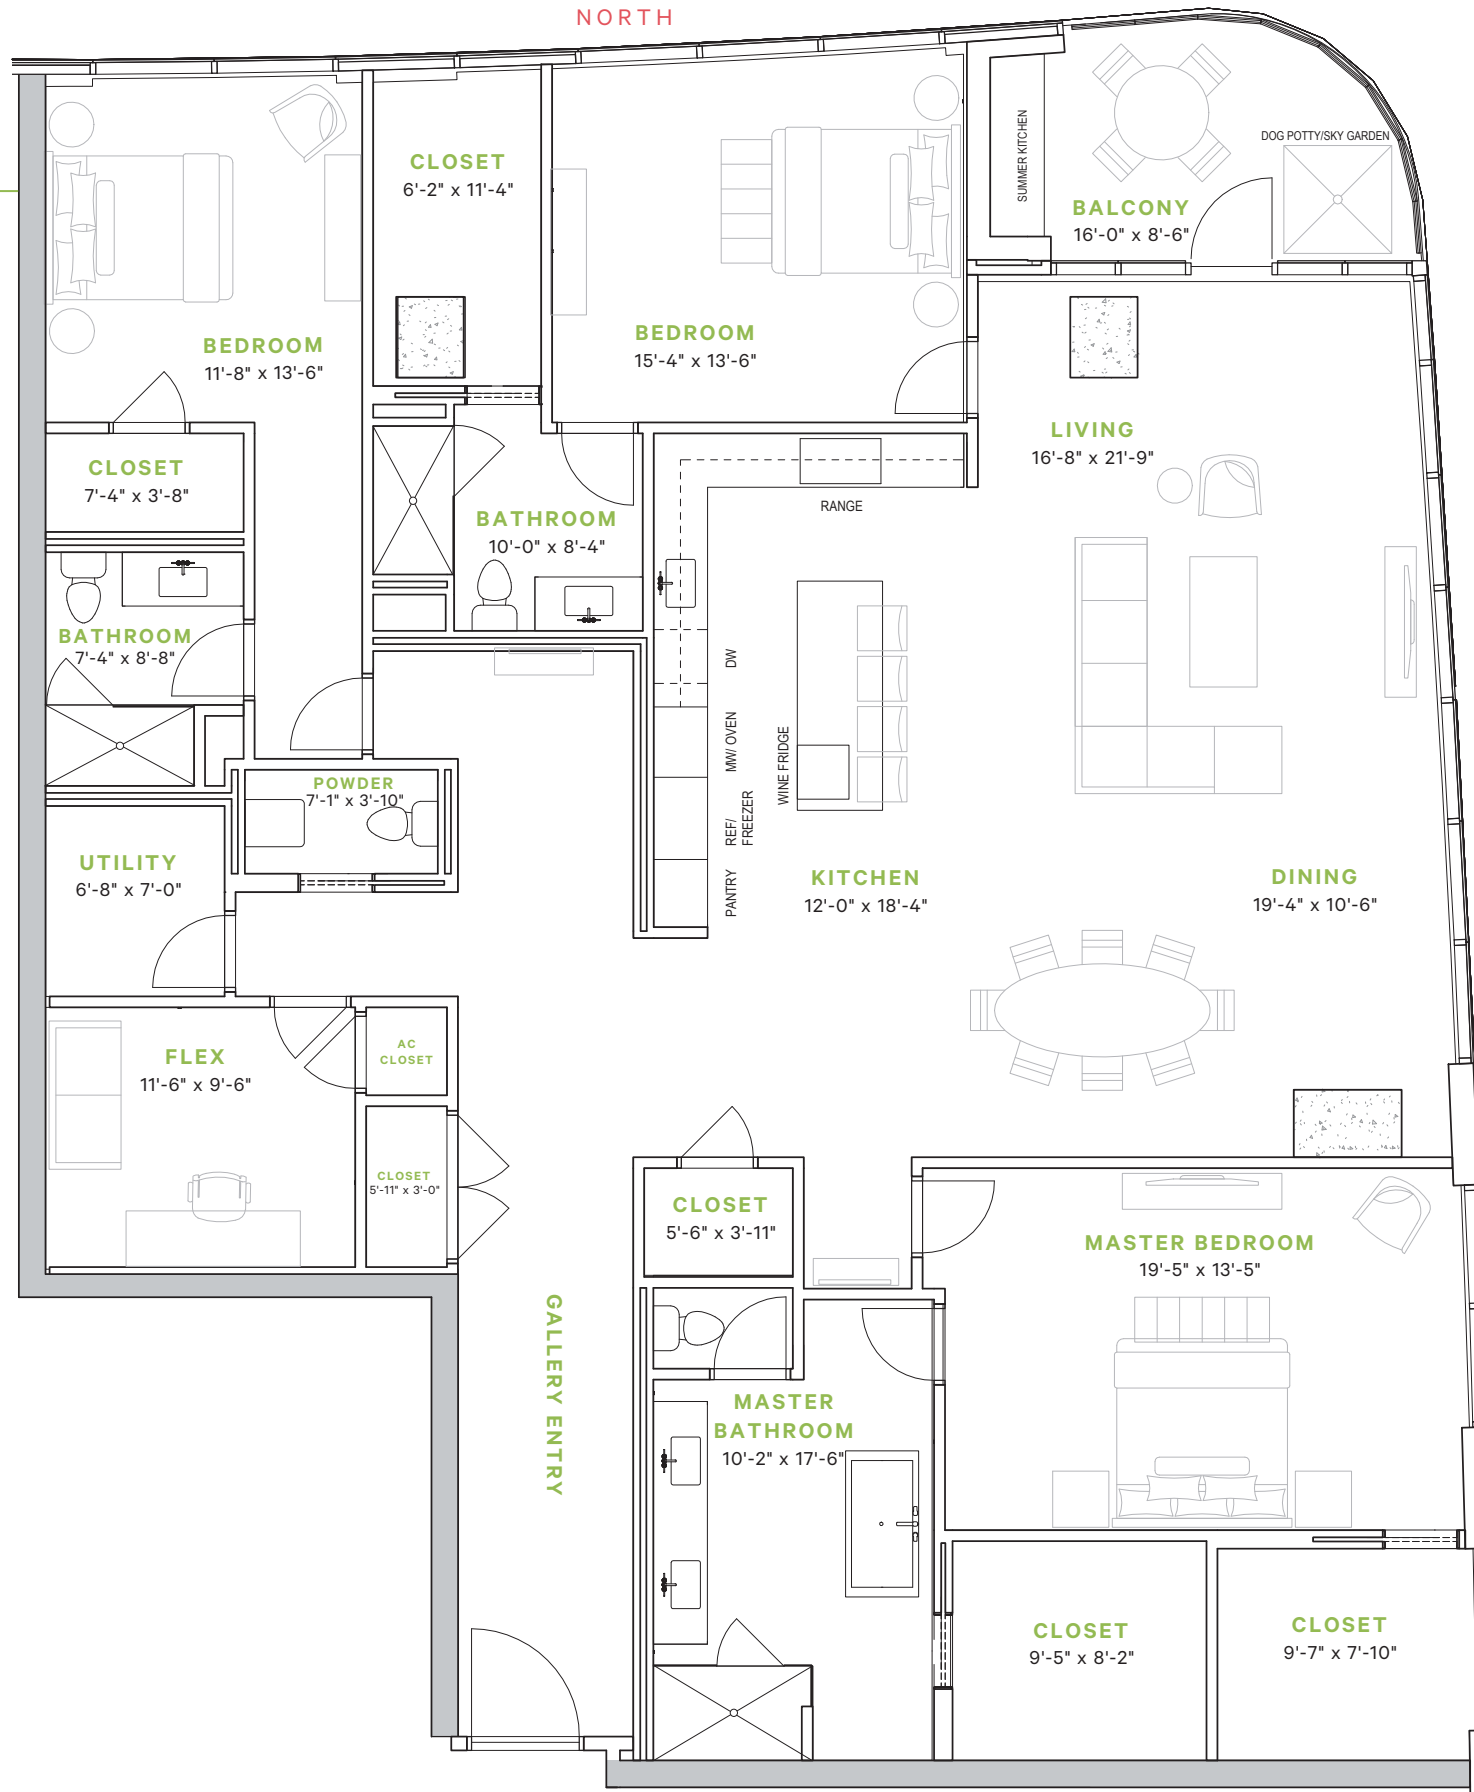 NORTH
CLOSET
6'-2" x 11'-4"
SUMMER KITCHEN
DOG POTTY/SKY GARDEN
BALCONY
16'-0" x 8'-6"
BEDROOM
11'-8" x 13'-6"
BEDROOM
15'-4" x 13'-6"
LIVING
16'-8" x 21'-9"
CLOSET
7'-4" x 3'-8"
BATHROOM
10'-0" x 8'-4"
RANGE
BATHROOM
7'-4" x 8'-8"
DW
MW/ OVEN
WINE FRIDGE
REF/
FREEZER
PANTRY
POWDER
7'-1" x 3'-10"
UTILITY
6'-8" x 7'-0"
KITCHEN
12'-0" x 18'-4"
DINING
19'-4" x 10'-6"
FLEX
11'-6" x 9'-6"
AC
CLOSET
CLOSET
5'-11" x 3'-0"
CLOSET
5'-6" x 3'-11"
MASTER BEDROOM
19'-5" x 13'-5"
GALLERY ENTRY
MASTER
BATHROOM
10'-2" x 17'-6"
CLOSET
9'-5" x 8'-2"
CLOSET
9'-7" x 7'-10"